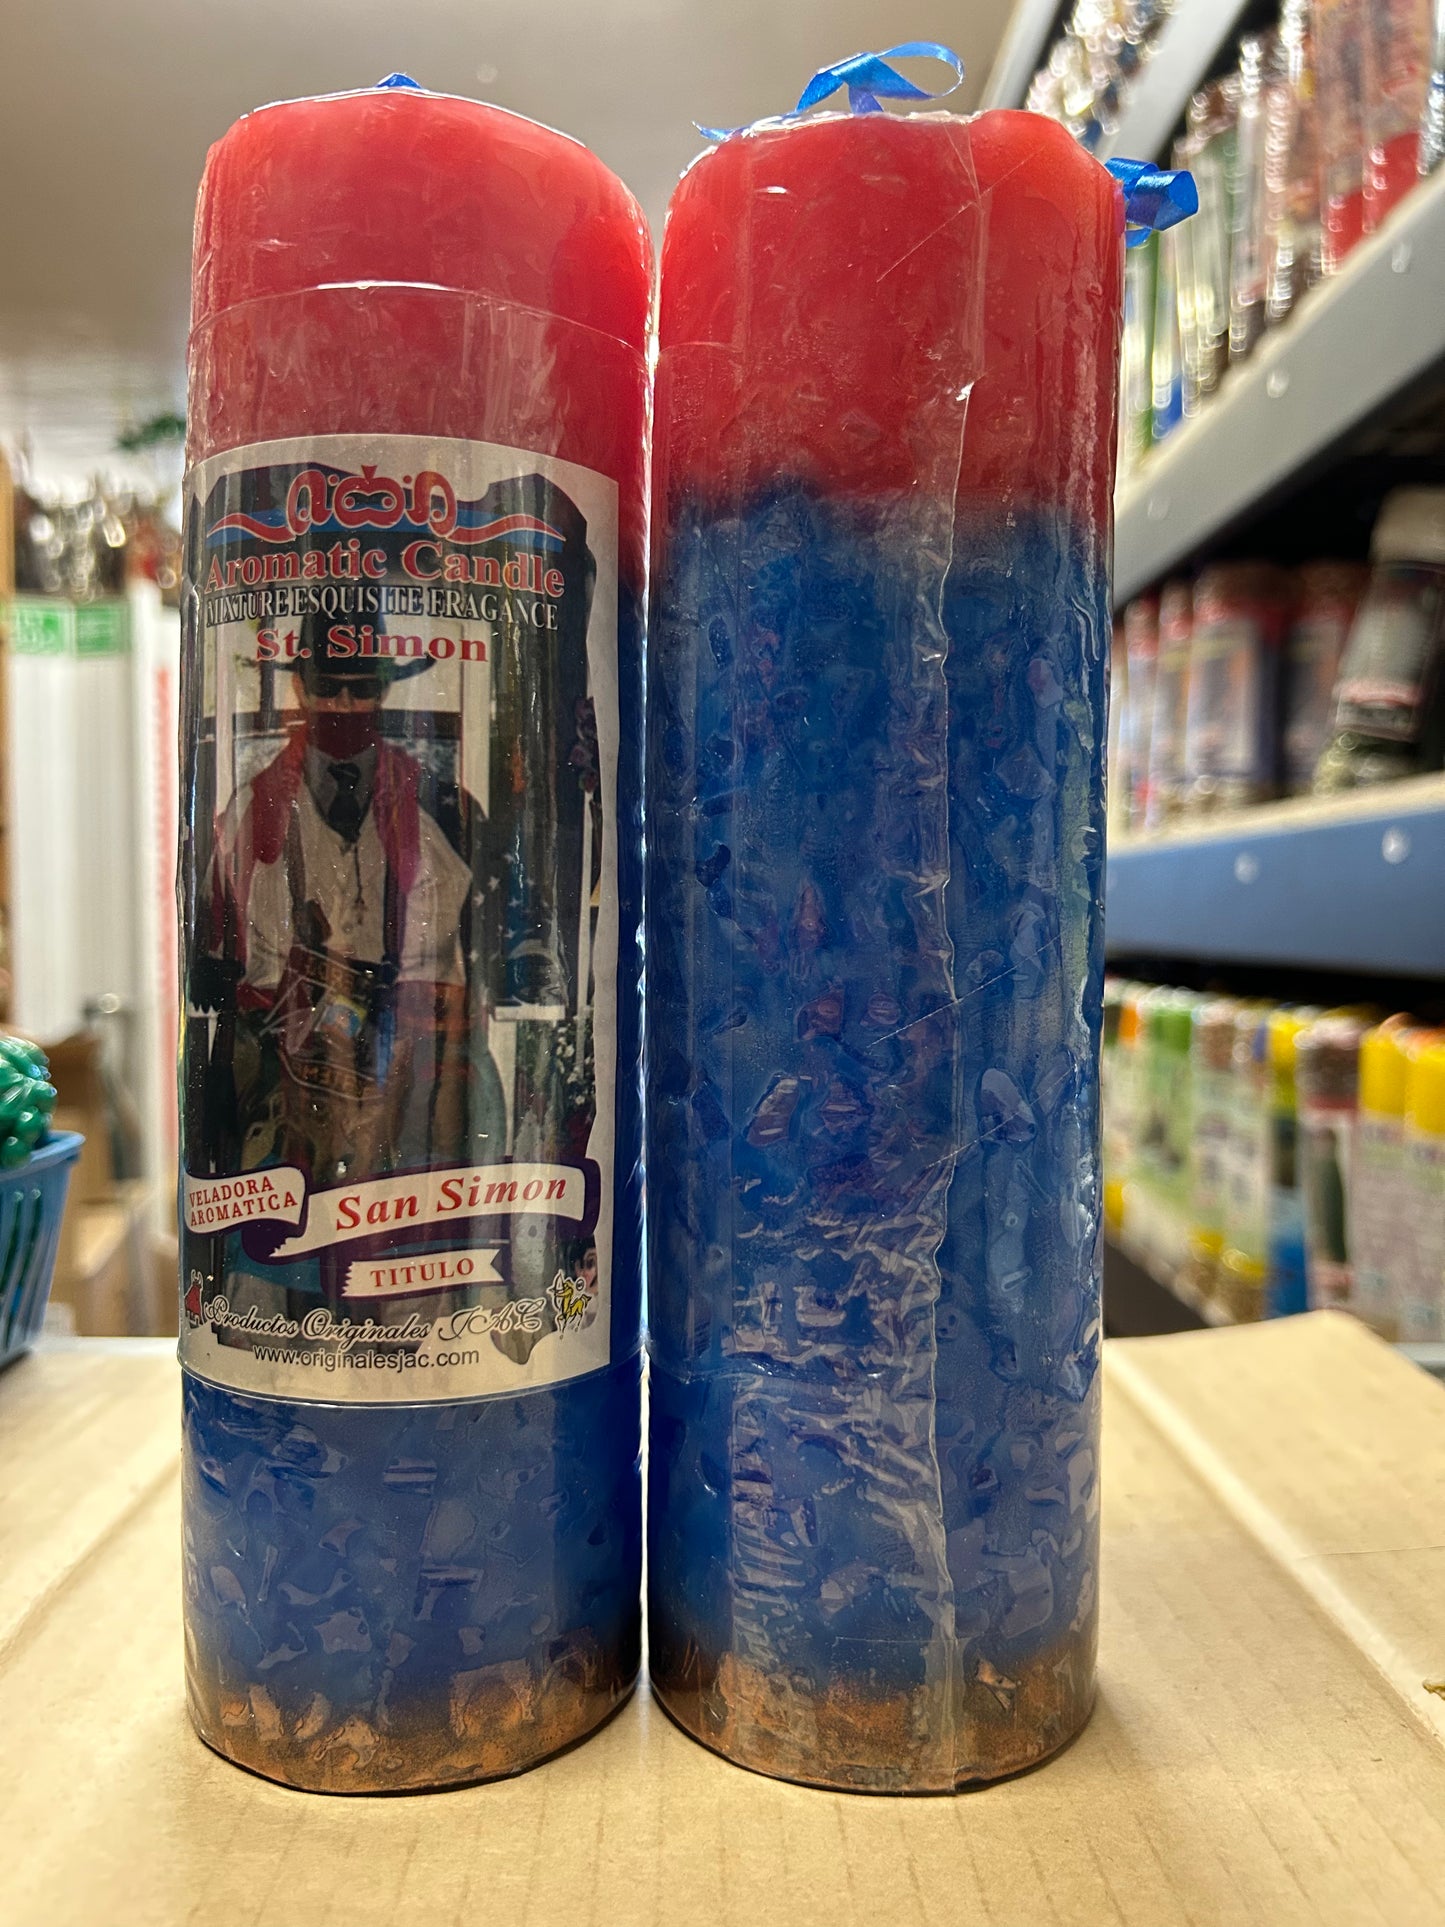 Aromatic Candle
MIXTURE ESQUISITE FRAGANCE
St. Simon
VELADORA
AROMATICA
San Simon
TITULO
Productos Originales JAC
www.originalesjac.com